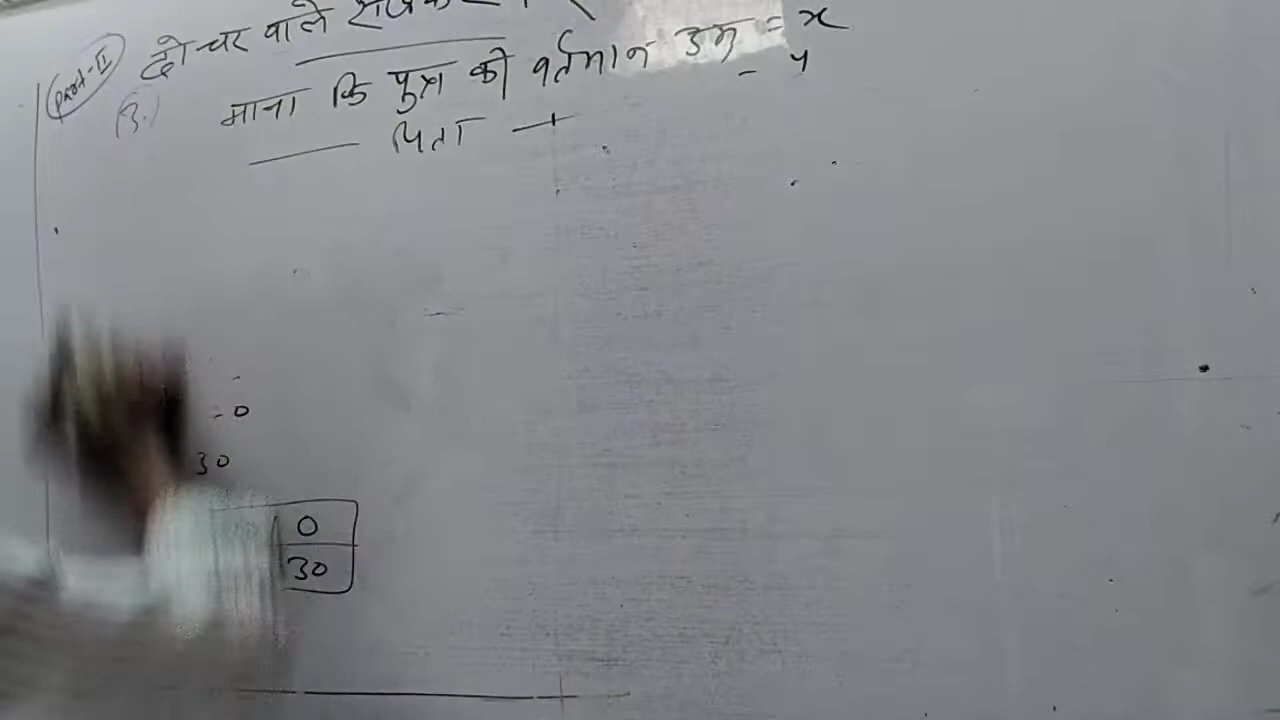 Part-II दो चर वाले
(3.) माना कि पुत्र की वर्तमान उम्र = x
—— पिता —+— = y
- 0
30
0
30